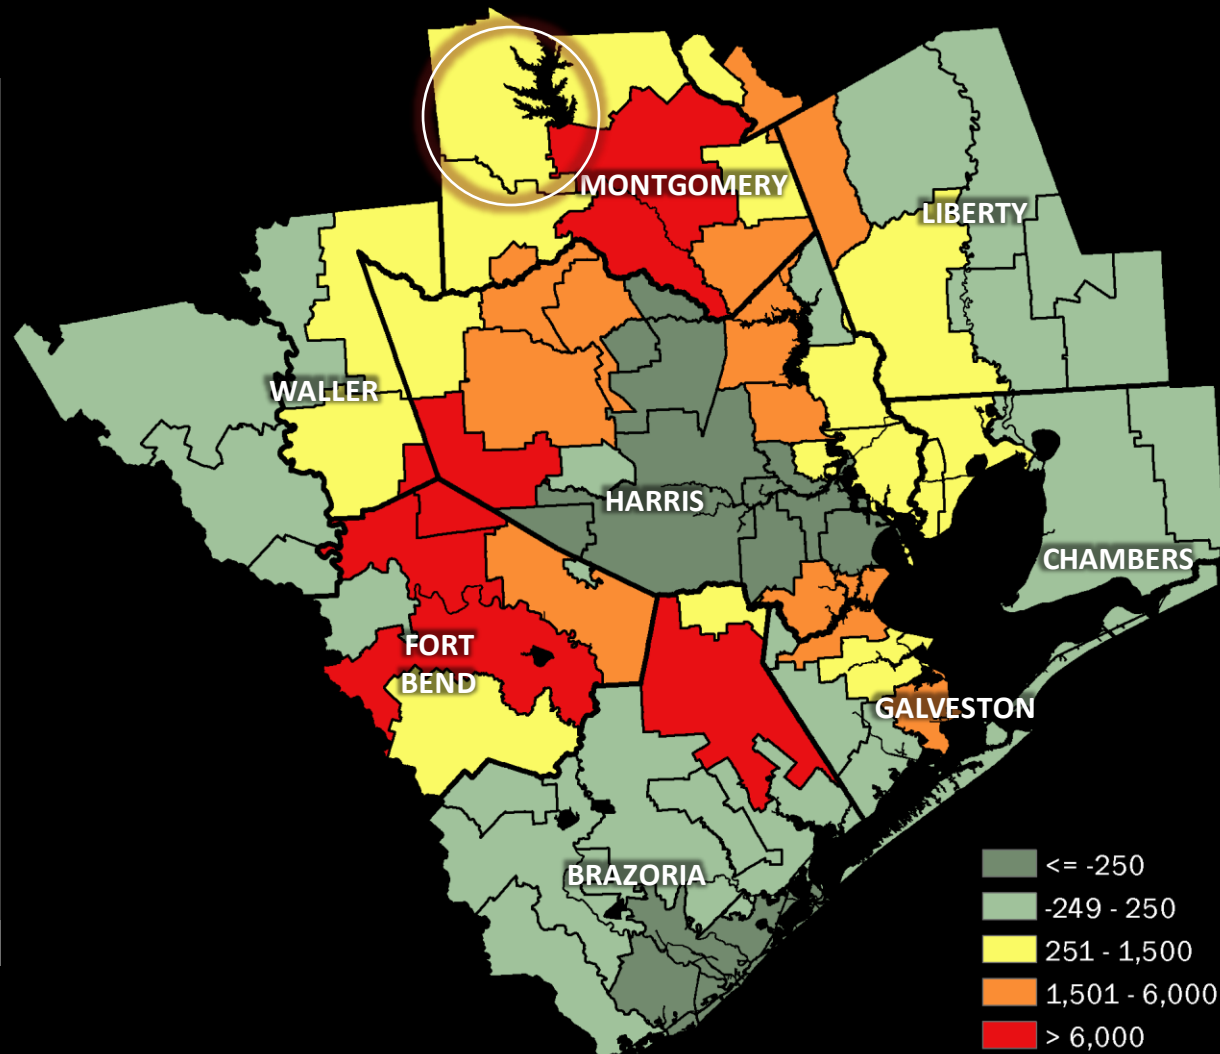 MONTGOMERY
LIBERTY
WALLER
HARRIS
CHAMBERS
FORT
BEND
GALVESTON
BRAZORIA
<= -250
-249 - 250
251 - 1,500
1,501 - 6,000
> 6,000